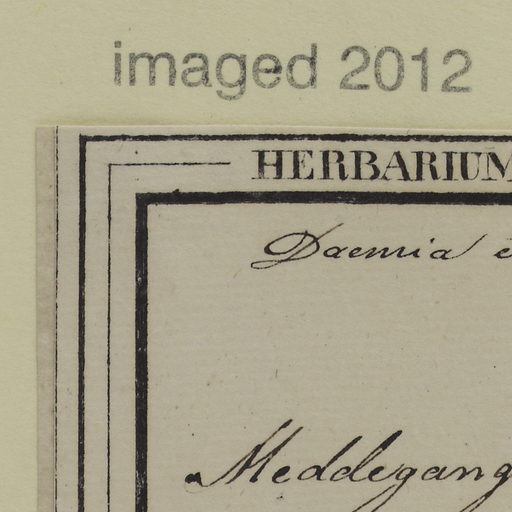 imaged 2012
HERBARIUM
Daemia e
Meddegang